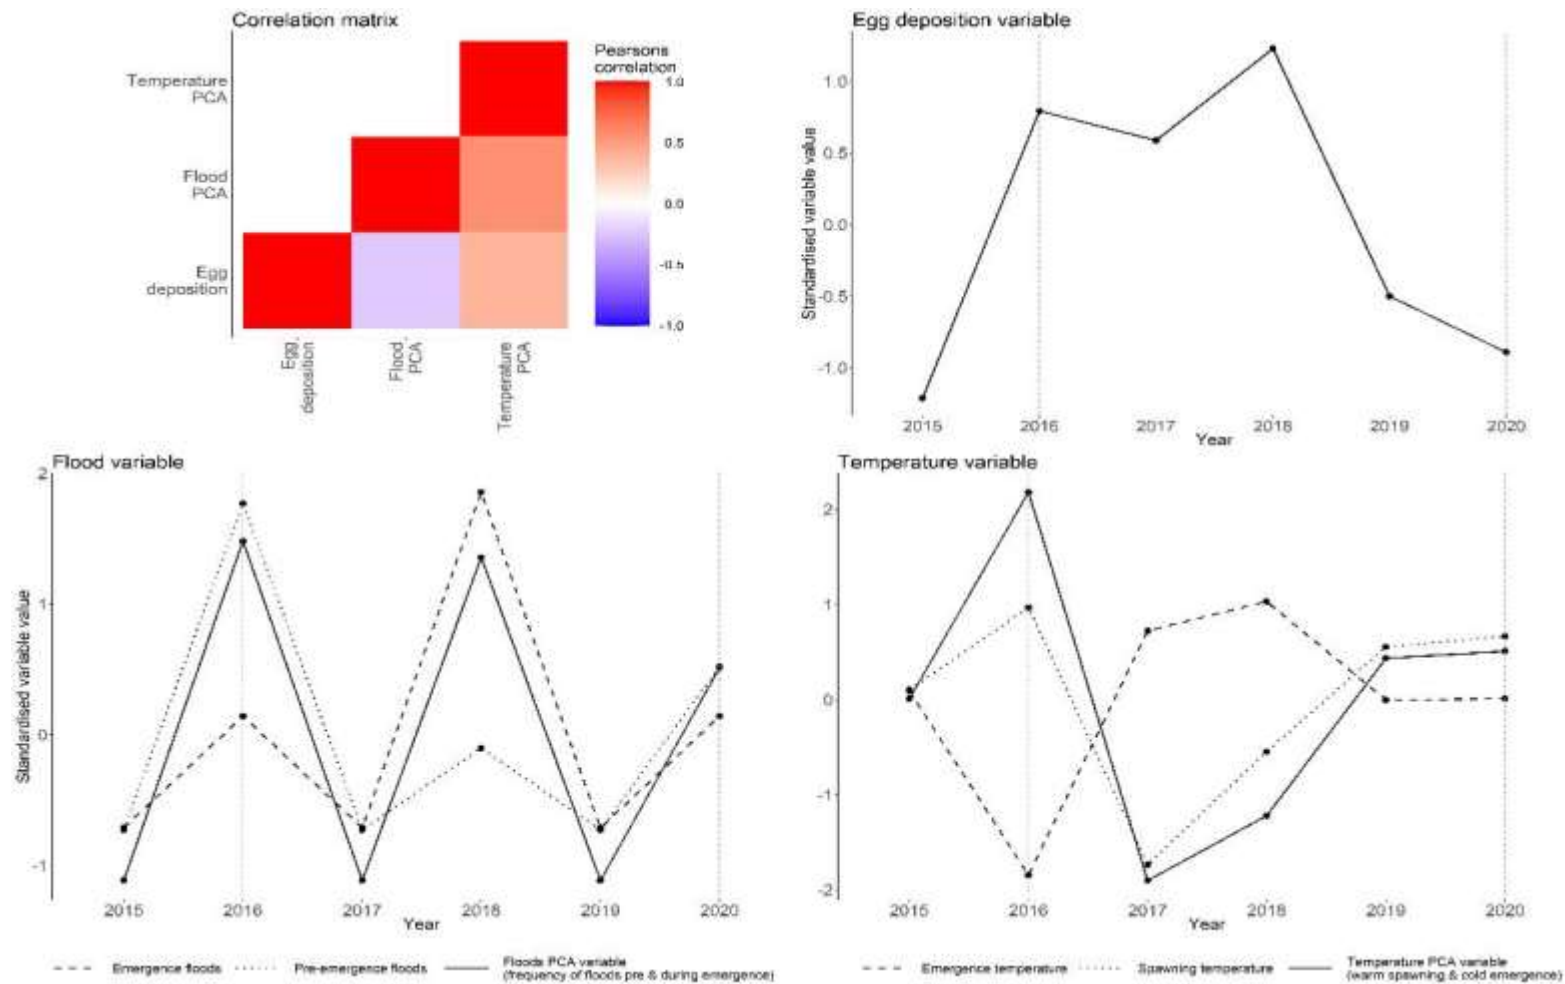 Correlation matrix
Temperature
PCA
Flood
PCA
Egg
deposition
Egg,
deposition
Flood,
PCA
Temperature
PCA
Pearsons
correlation
1.0
0.5
0.0
-0.5
-1.0
Egg deposition variable
Standardised variable value
1.0
0.5
0.0
-0.5
-1.0
2015 2016 2017 2018 2019 2020
Year
Flood variable
Standardised variable value
2
1
0
-1
2015 2016 2017 2018 2019 2020
Year
Emergence floods
Pre-emergence floods
Floods PCA variable
(frequency of floods pre & during emergence)
Temperature variable
2
1
0
-1
-2
2015 2016 2017 2018 2019 2020
Year
Emergence temperature
Spawning temperature
Temperature PCA variable
(warm spawning & cold emergence)